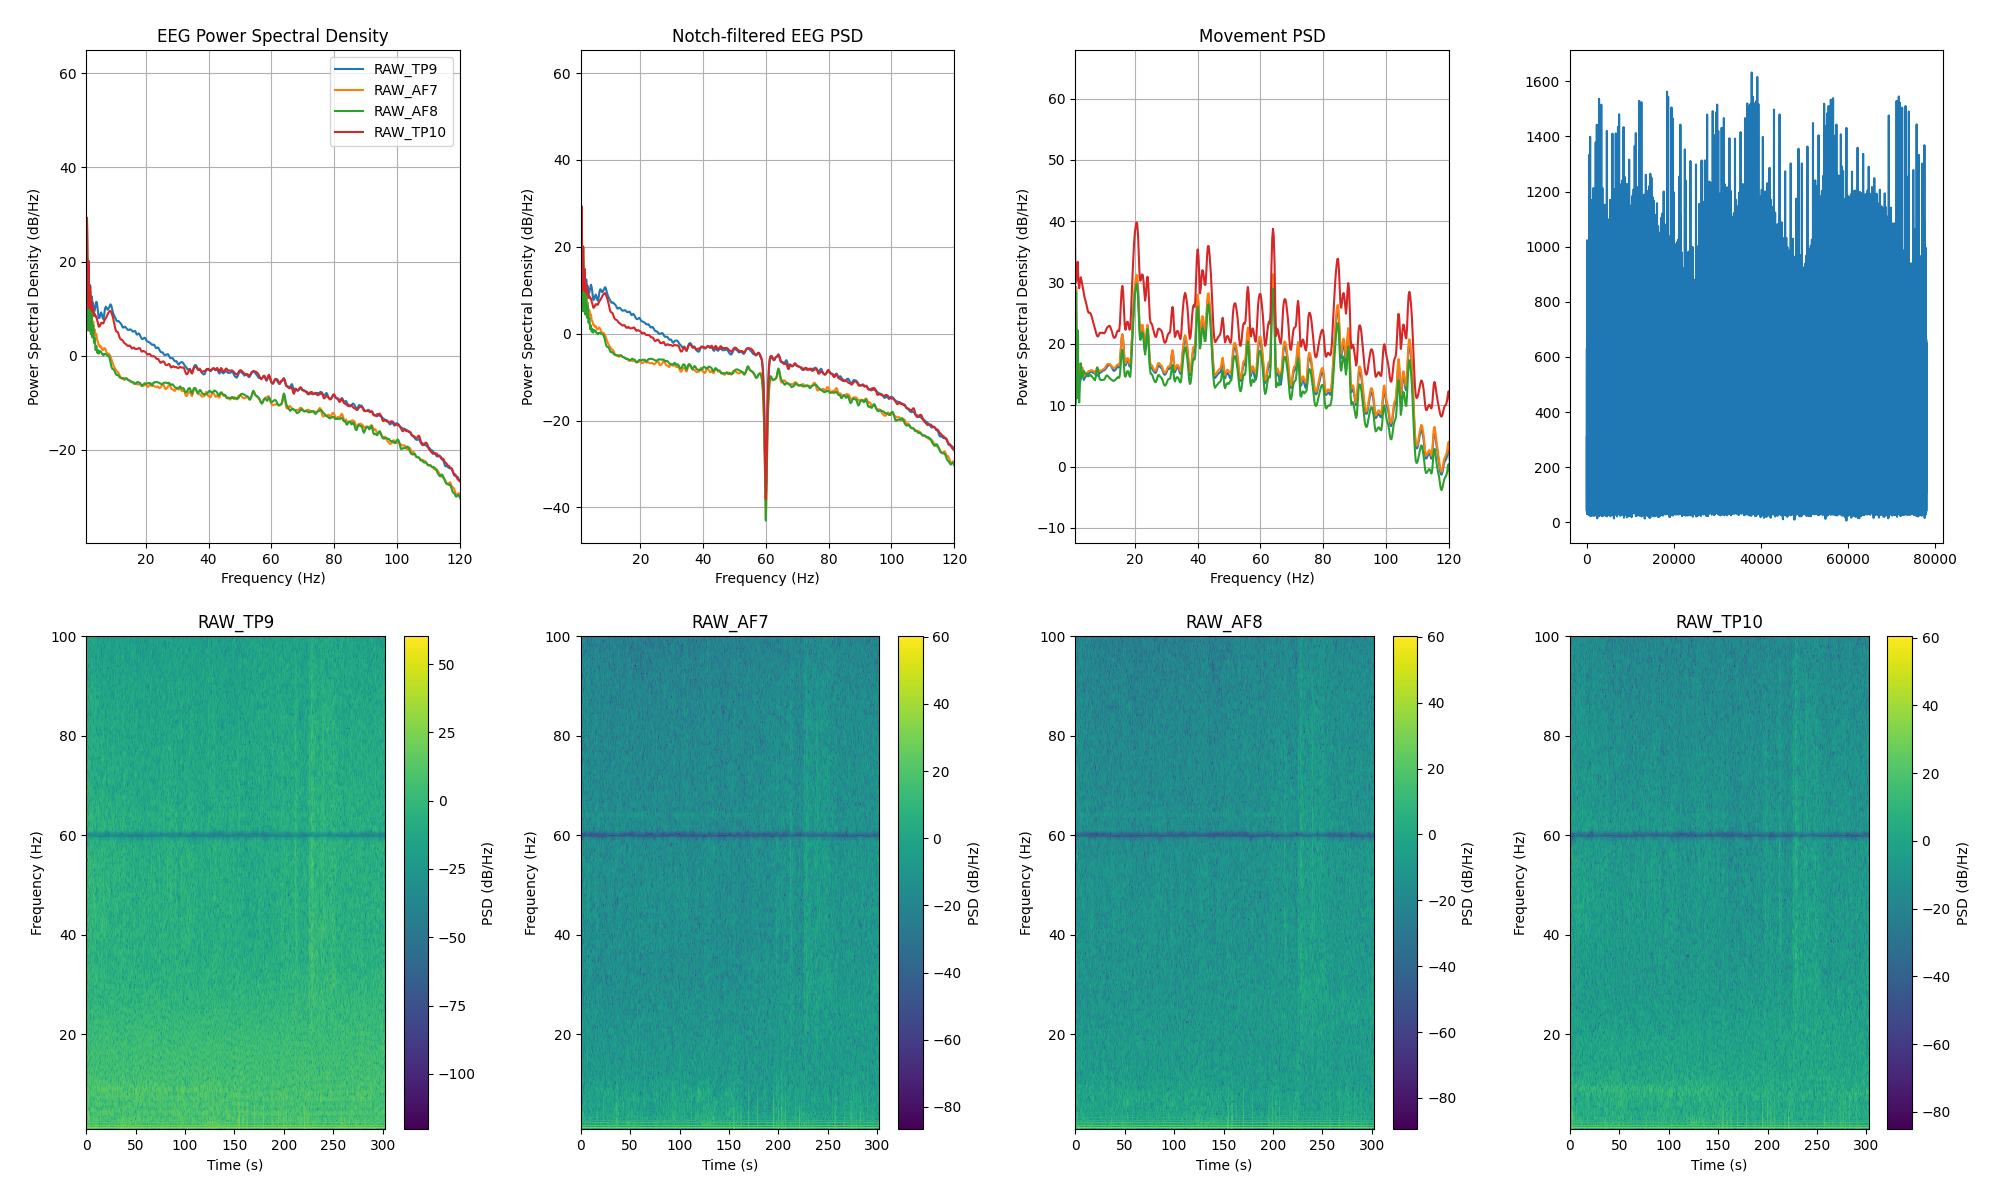 EEG Power Spectral Density
Power Spectral Density (dB/Hz)
60
40
20
0
−20
RAW_TP9
RAW_AF7
RAW_AF8
RAW_TP10
20 40 60 80 100 120
Frequency (Hz)
Notch-filtered EEG PSD
Power Spectral Density (dB/Hz)
60
40
20
0
−20
−40
20 40 60 80 100 120
Frequency (Hz)
Movement PSD
Power Spectral Density (dB/Hz)
60
50
40
30
20
10
0
−10
20 40 60 80 100 120
Frequency (Hz)
1600
1400
1200
1000
800
600
400
200
0
0 20000 40000 60000 80000
RAW_TP9
Frequency (Hz)
100
80
60
40
20
0 50 100 150 200 250 300
Time (s)
50
25
0
−25
−50
−75
−100
PSD (dB/Hz)
RAW_AF7
Frequency (Hz)
100
80
60
40
20
0 50 100 150 200 250 300
Time (s)
60
40
20
0
−20
−40
−60
−80
PSD (dB/Hz)
RAW_AF8
Frequency (Hz)
100
80
60
40
20
0 50 100 150 200 250 300
Time (s)
60
40
20
0
−20
−40
−60
−80
PSD (dB/Hz)
RAW_TP10
Frequency (Hz)
100
80
60
40
20
0 50 100 150 200 250 300
Time (s)
60
40
20
0
−20
−40
−60
−80
PSD (dB/Hz)